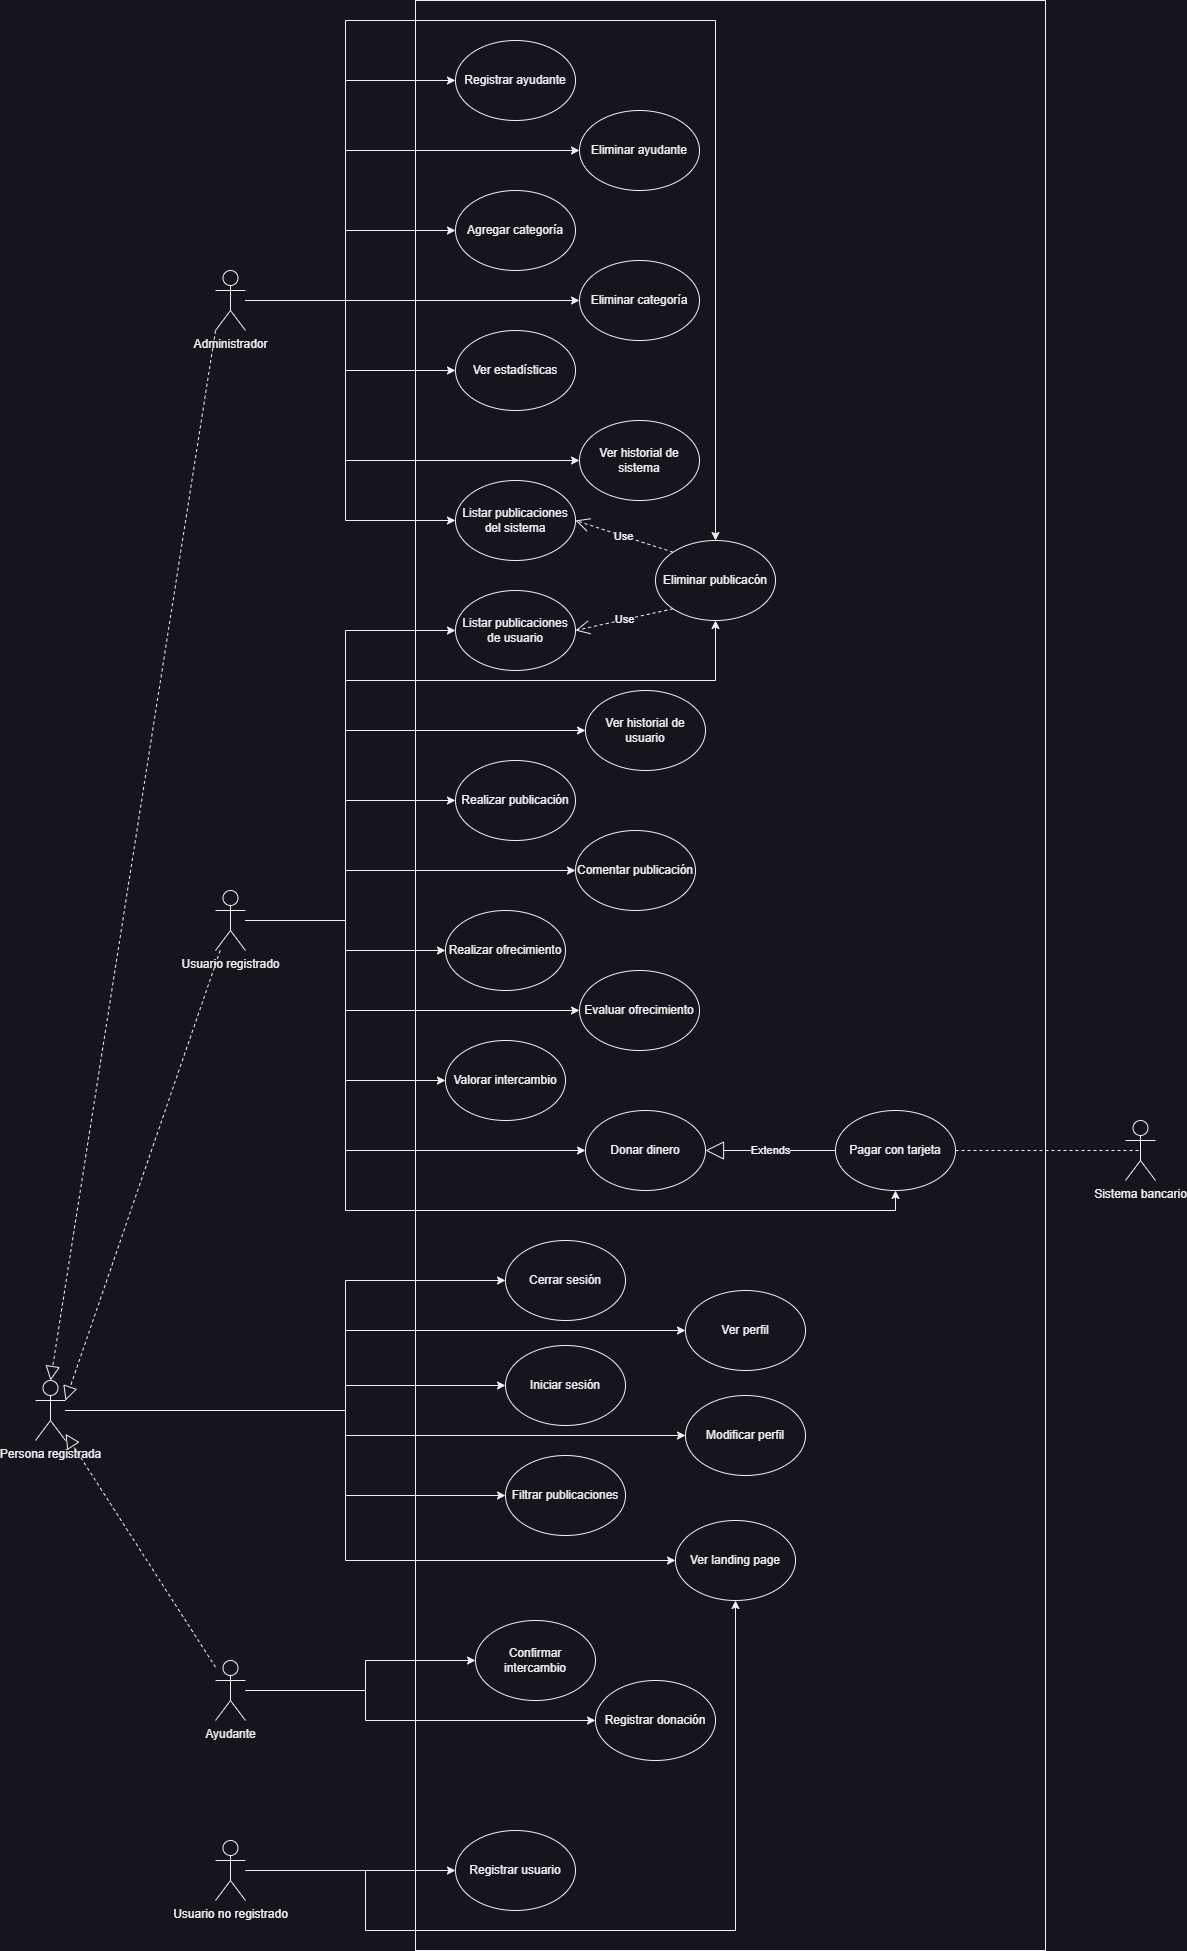 Registrar ayudante
Eliminar ayudante
Agregar categoría
Eliminar categoría
Administrador
Ver estadísticas
Ver historial de
sistema
Listar publicaciones
del sistema
Use
Eliminar publicacón
Listar publicaciones
de usuario
Use
Ver historial de
usuario
Realizar publicación
Comentar publicación
Usuario registrado
Realizar ofrecimiento
Evaluar ofrecimiento
Valorar intercambio
Donar dinero
Extends
Pagar con tarjeta
Sistema bancario
Cerrar sesión
Ver perfil
Iniciar sesión
Modificar perfil
Persona registrada
Filtrar publicaciones
Ver landing page
Confirmar
intercambio
Registrar donación
Ayudante
Registrar usuario
Usuario no registrado